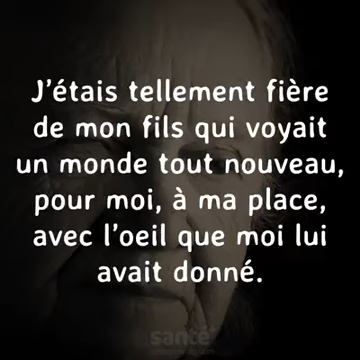 J'étais tellement fière
de mon fils qui voyait
un monde tout nouveau,
pour moi, à ma place,
avec l'oeil que moi lui
avait donné.
santé